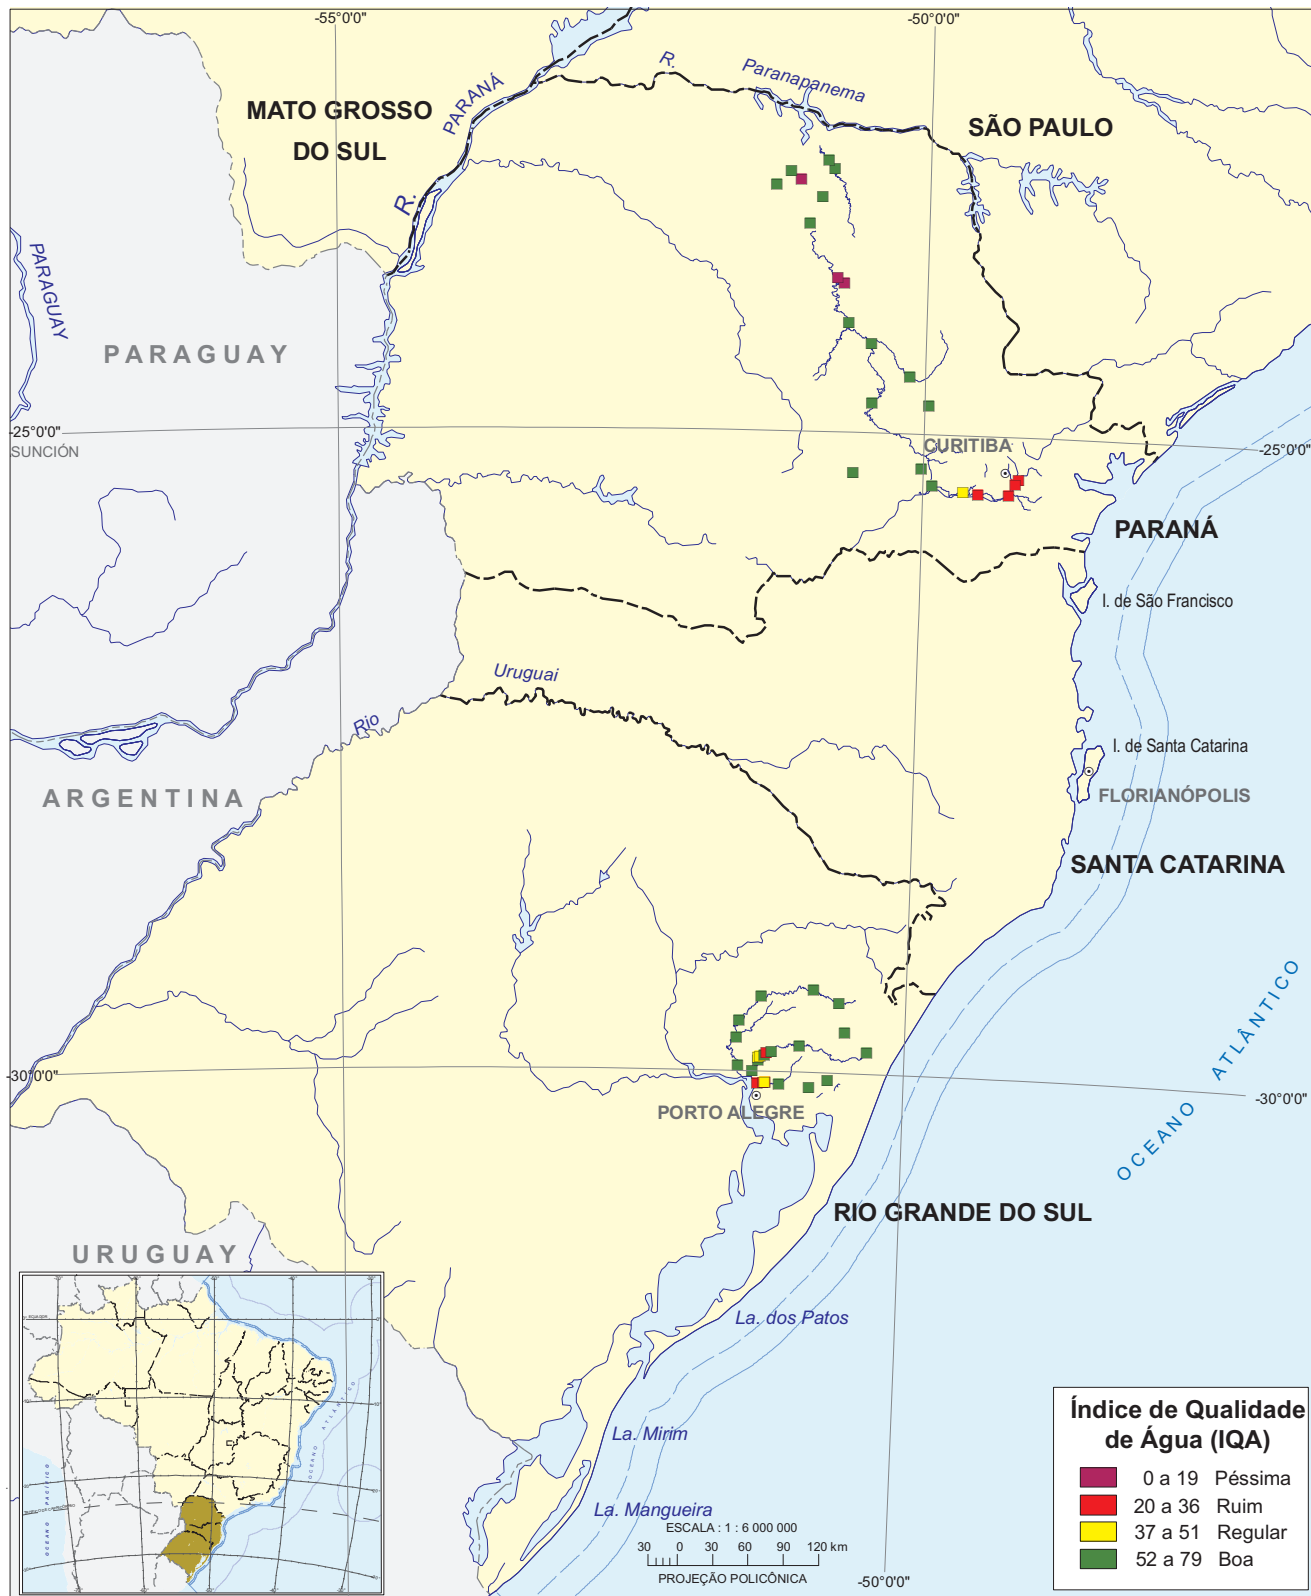 -55°0'0"
-50°0'0"
R.
Paranapanema
MATO GROSSO
DO SUL
R.
PARANÁ
SÃO PAULO
PARAGUAY
PARAGUAY
-25°0'0"
SUNCIÓN
CURITIBA
-25°0'0"
PARANÁ
I. de São Francisco
Uruguai
Rio
I. de Santa Catarina
ARGENTINA
FLORIANÓPOLIS
SANTA CATARINA
OCEANO ATLÂNTICO
-30°0'0"
-30°0'0"
PORTO ALEGRE
RIO GRANDE DO SUL
URUGUAY
La. dos Patos
La. Mirim
La. Mangueira
ESCALA : 1 : 6 000 000
30 0 30 60 90 120 km
PROJEÇÃO POLICÔNICA
-50°0'0"
Índice de Qualidade
de Água (IQA)
0 a 19 Péssima
20 a 36 Ruim
37 a 51 Regular
52 a 79 Boa
OCEANO ATLÂNTICO
OCEANO PACÍFICO